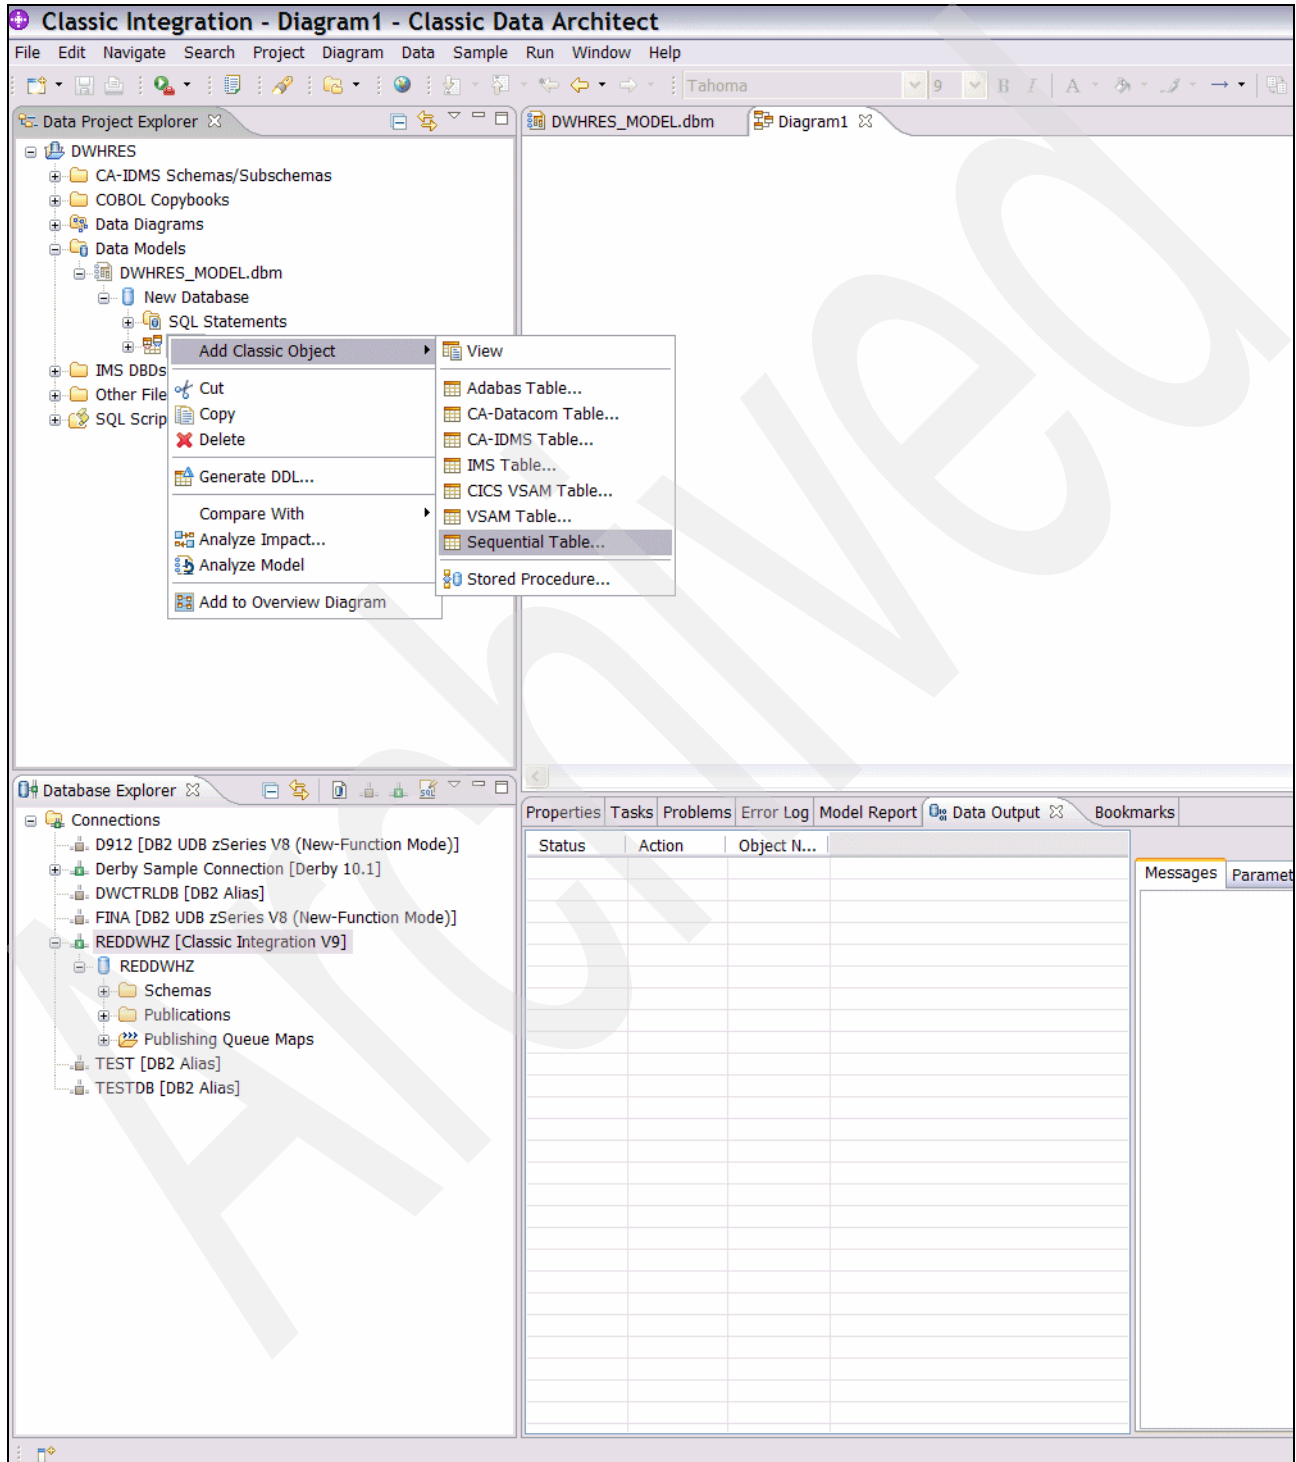 Classic Integration - Diagram1 - Classic Data Architect
File Edit Navigate Search Project Diagram Data Sample Run Window Help
Tahoma 9 B I A
Data Project Explorer
DWHRES
CA-IDMS Schemas/Subschemas
COBOL Copybooks
Data Diagrams
Data Models
DWHRES_MODEL.dbm
New Database
SQL Statements
IMS DBDs
Other File
SQL Scrip
Add Classic Object
Cut
Copy
Delete
Generate DDL...
Compare With
Analyze Impact...
Analyze Model
Add to Overview Diagram
View
Adabas Table...
CA-Datacom Table...
CA-IDMS Table...
IMS Table...
CICS VSAM Table...
VSAM Table...
Sequential Table...
Stored Procedure...
DWHRES_MODEL.dbm Diagram1
Database Explorer
Connections
D912 [DB2 UDB zSeries V8 (New-Function Mode)]
Derby Sample Connection [Derby 10.1]
DWCTRLDB [DB2 Alias]
FINA [DB2 UDB zSeries V8 (New-Function Mode)]
REDDWHZ [Classic Integration V9]
REDDWHZ
Schemas
Publications
Publishing Queue Maps
TEST [DB2 Alias]
TESTDB [DB2 Alias]
Properties Tasks Problems Error Log Model Report Data Output Bookmarks
Status Action Object N...
Messages Paramet
Archived